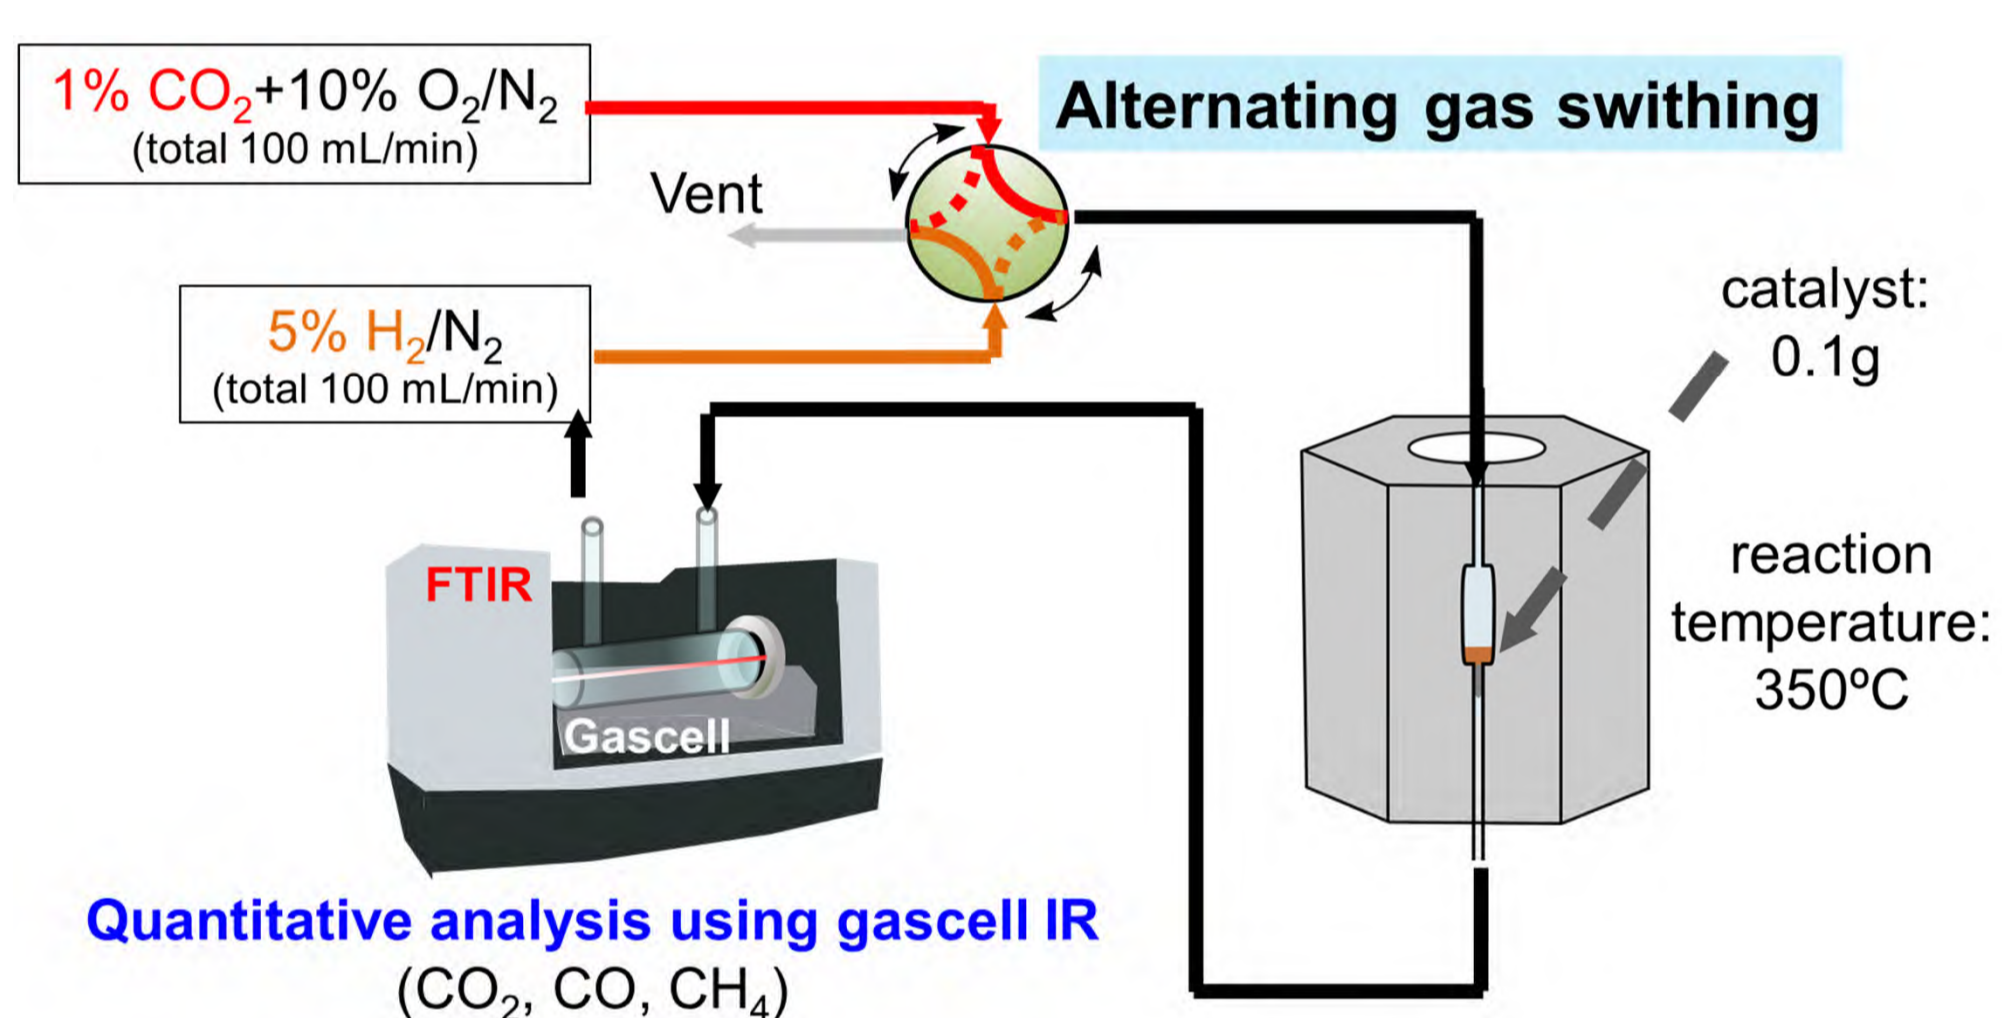 1% CO₂+10% O₂/N₂
(total 100 mL/min)
Alternating gas swithing
Vent
5% H₂/N₂
(total 100 mL/min)
catalyst:
0.1g
reaction
temperature:
350ºC
FTIR
Gascell
Quantitative analysis using gascell IR
(CO₂, CO, CH₄)